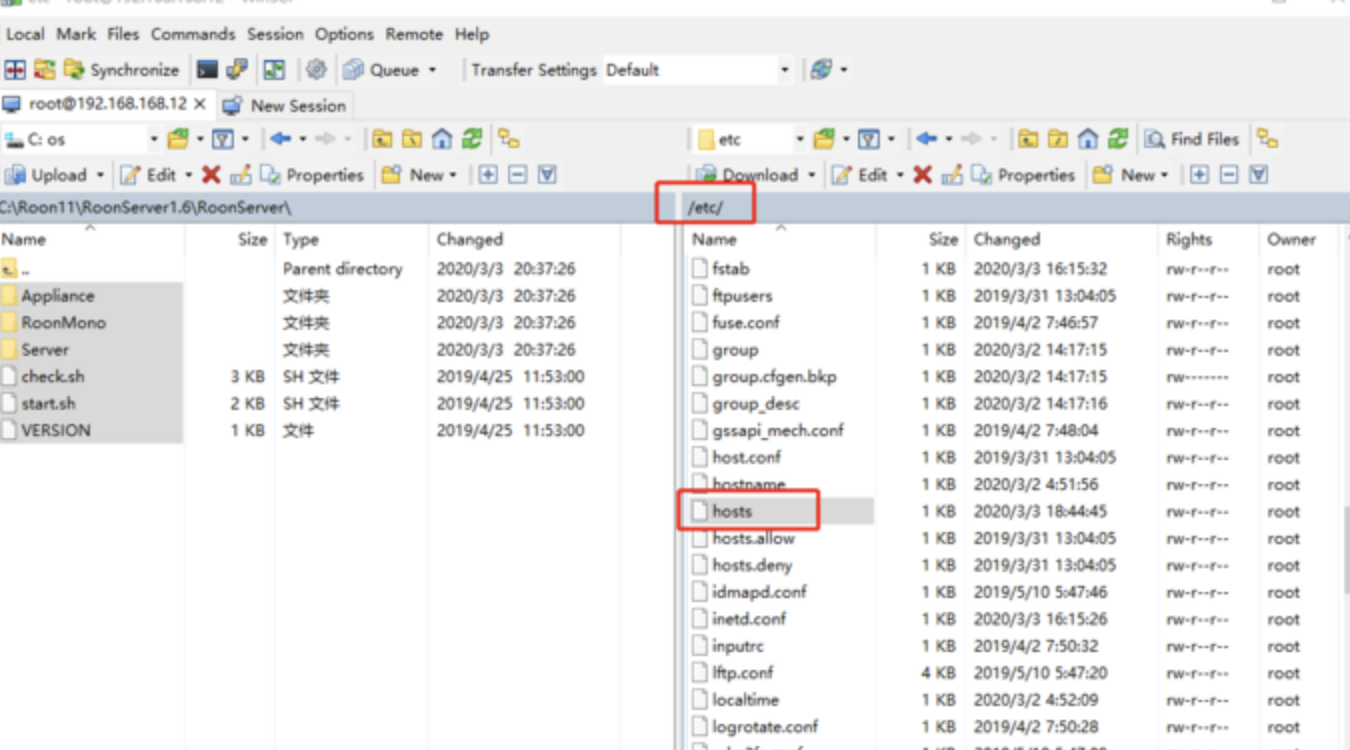 Local Mark Files Commands Session Options Remote Help
Synchronize Queue Transfer Settings Default
root@192.168.168.12 × New Session
C: os
etc Find Files
Upload Edit Properties New
Download Edit Properties New
C:\Roon11\RoonServer1.6\RoonServer\
/etc/
Name Size Type Changed
.. Parent directory 2020/3/3 20:37:26
Appliance 文件夹 2020/3/3 20:37:26
RoonMono 文件夹 2020/3/3 20:37:26
Server 文件夹 2020/3/3 20:37:26
check.sh 3 KB SH 文件 2019/4/25 11:53:00
start.sh 2 KB SH 文件 2019/4/25 11:53:00
VERSION 1 KB 文件 2019/4/25 11:53:00
Name Size Changed Rights Owner
fstab 1 KB 2020/3/3 16:15:32 rw-r--r-- root
ftpusers 1 KB 2019/3/31 13:04:05 rw-r--r-- root
fuse.conf 1 KB 2019/4/2 7:46:57 rw-r--r-- root
group 1 KB 2020/3/2 14:17:15 rw-r--r-- root
group.cfgen.bkp 1 KB 2020/3/2 14:17:15 rw------- root
group_desc 1 KB 2020/3/2 14:17:16 rw-r--r-- root
gssapi_mech.conf 1 KB 2019/4/2 7:48:04 rw-r--r-- root
host.conf 1 KB 2019/3/31 13:04:05 rw-r--r-- root
hostname 1 KB 2020/3/2 4:51:56 rw-r--r-- root
hosts 1 KB 2020/3/3 18:44:45 rw-r--r-- root
hosts.allow 1 KB 2019/3/31 13:04:05 rw-r--r-- root
hosts.deny 1 KB 2019/3/31 13:04:05 rw-r--r-- root
idmapd.conf 1 KB 2019/5/10 5:47:46 rw-r--r-- root
inetd.conf 1 KB 2020/3/3 16:15:26 rw-r--r-- root
inputrc 1 KB 2019/4/2 7:50:32 rw-r--r-- root
lftp.conf 4 KB 2019/5/10 5:47:20 rw-r--r-- root
localtime 1 KB 2020/3/2 4:52:09 rw-r--r-- root
logrotate.conf 1 KB 2019/4/2 7:50:28 rw-r--r-- root